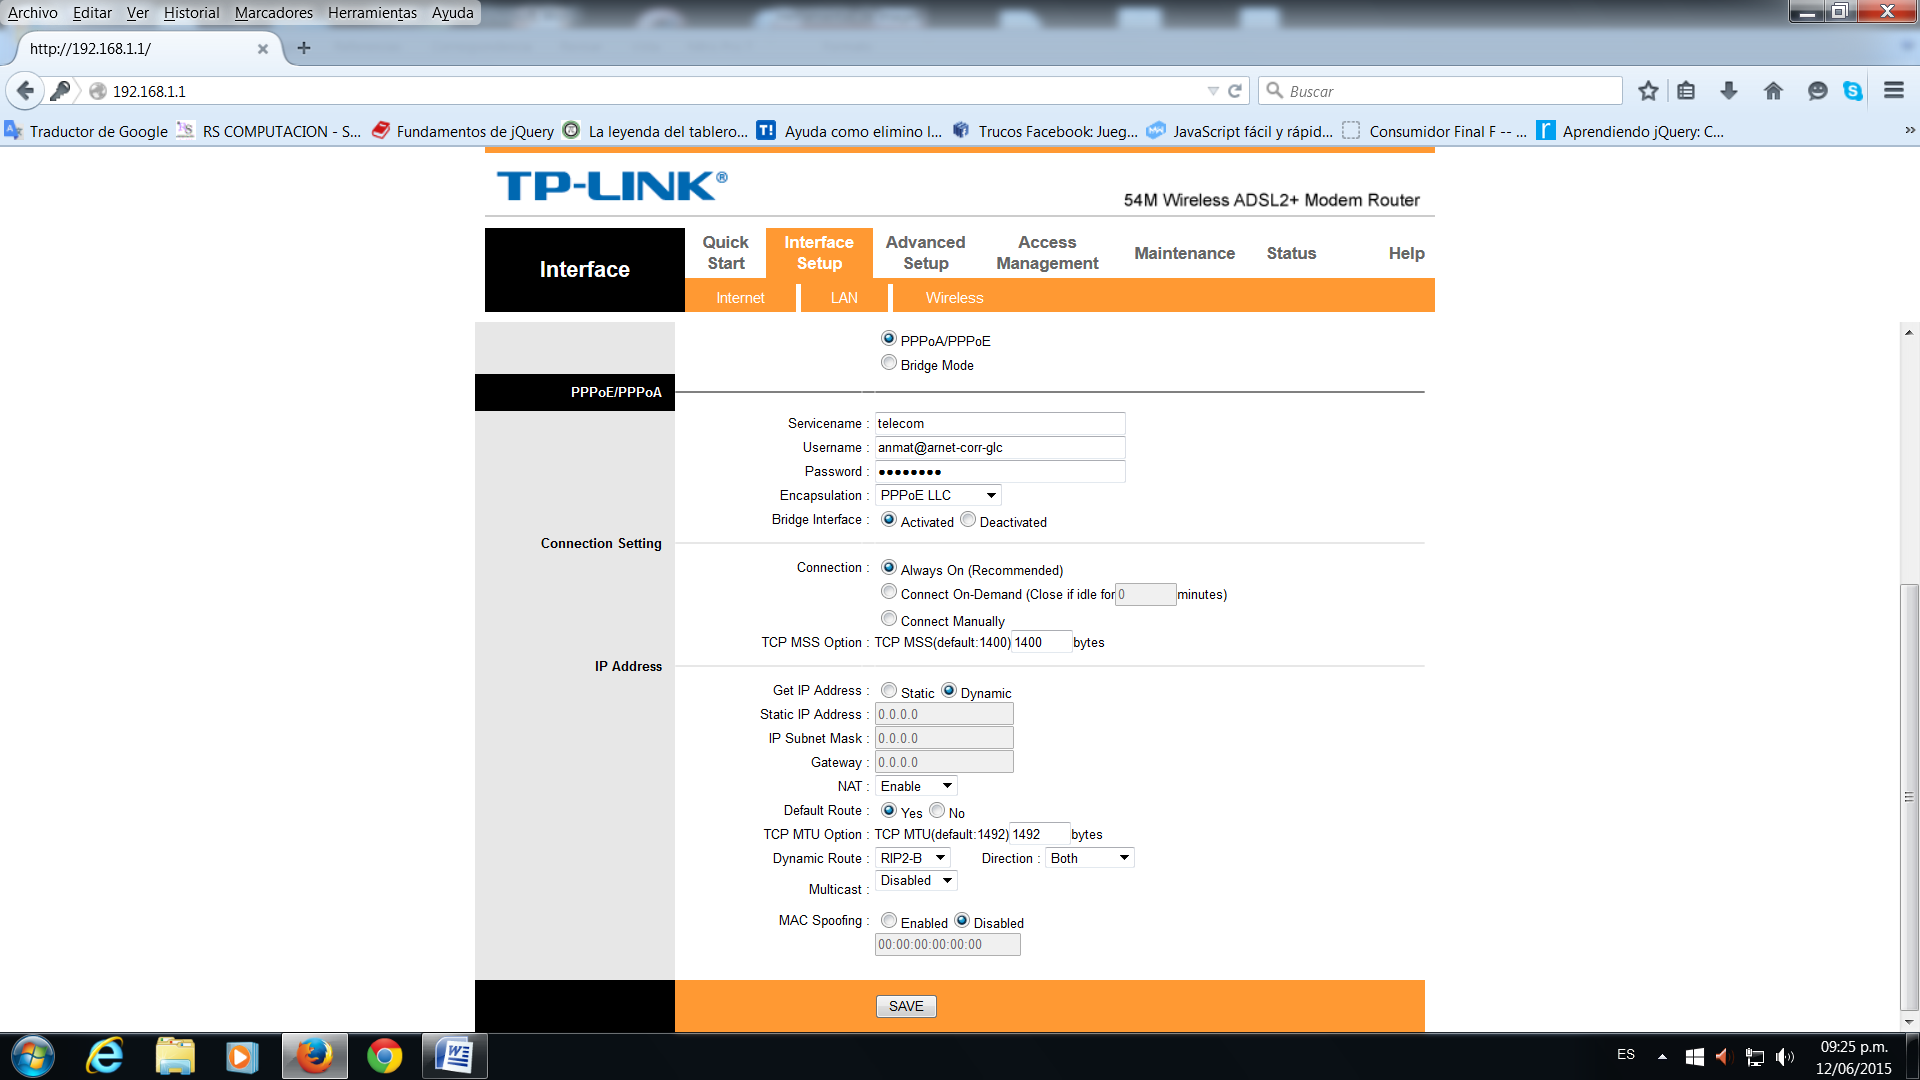 Archivo Editar Ver Historial Marcadores Herramientas Ayuda
http://192.168.1.1/
192.168.1.1
Buscar
Traductor de Google RS COMPUTACION - S... Fundamentos de jQuery La leyenda del tablero... T! Ayuda como elimino l... Trucos Facebook: Jueg... JavaScript fácil y rápid... Consumidor Final F -- ... r Aprendiendo jQuery: C... »
TP-LINK®
54M Wireless ADSL2+ Modem Router
Interface
Quick Start
Interface Setup
Advanced Setup
Access Management
Maintenance
Status
Help
Internet
LAN
Wireless
PPPoA/PPPoE
Bridge Mode
PPPoE/PPPoA
Servicename : telecom
Username : anmat@arnet-corr-glc
Password : ●●●●●●●●
Encapsulation : PPPoE LLC
Bridge Interface : Activated Deactivated
Connection Setting
Connection : Always On (Recommended)
Connect On-Demand (Close if idle for 0 minutes)
Connect Manually
TCP MSS Option : TCP MSS(default:1400) 1400 bytes
IP Address
Get IP Address : Static Dynamic
Static IP Address : 0.0.0.0
IP Subnet Mask : 0.0.0.0
Gateway : 0.0.0.0
NAT : Enable
Default Route : Yes No
TCP MTU Option : TCP MTU(default:1492) 1492 bytes
Dynamic Route : RIP2-B Direction : Both
Multicast : Disabled
MAC Spoofing : Enabled Disabled
00:00:00:00:00:00
SAVE
ES
09:25 p.m.
12/06/2015